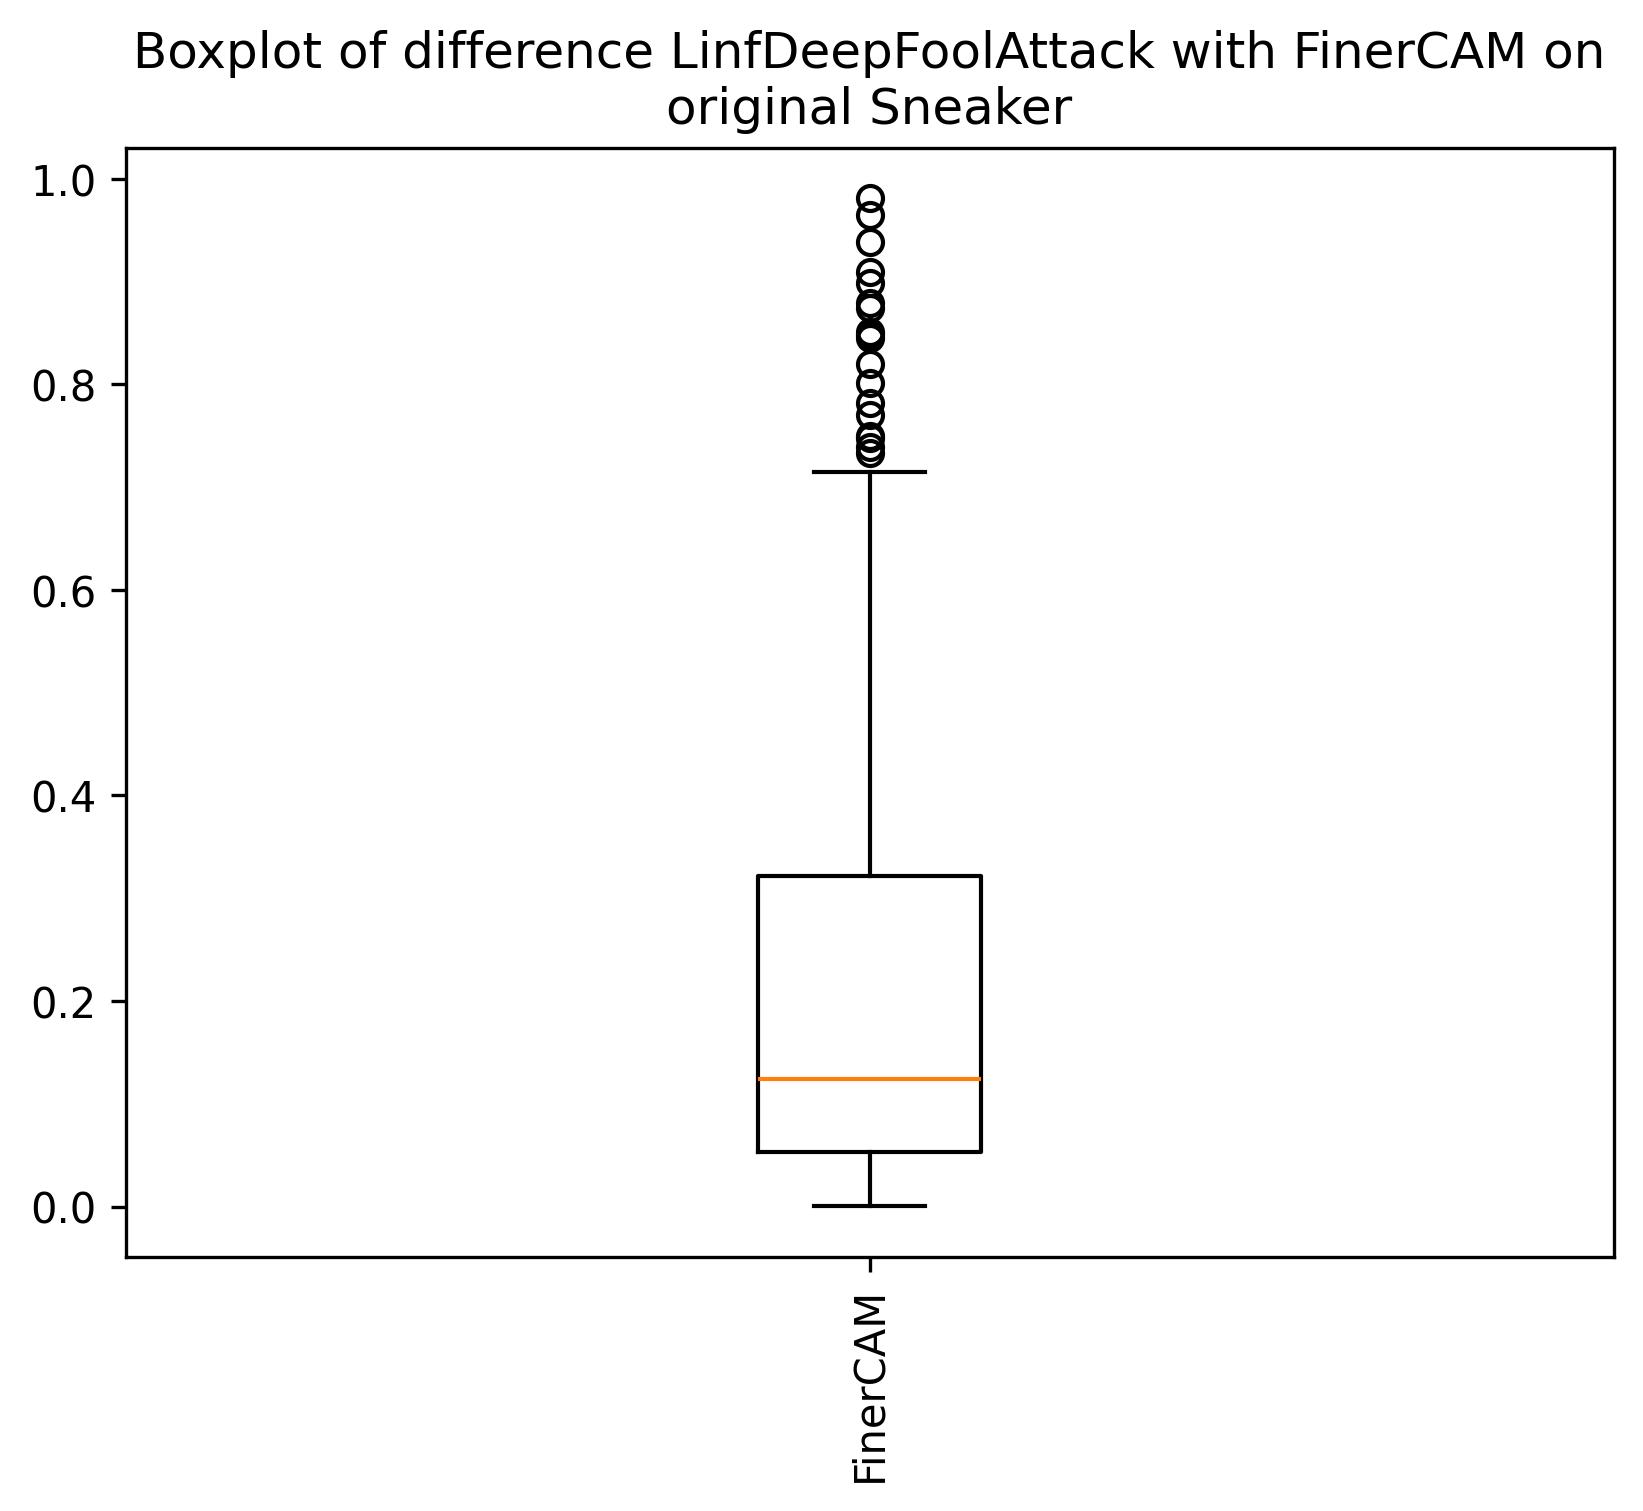 Boxplot of difference LinfDeepFoolAttack with FinerCAM on
original Sneaker
1.0
0.8
0.6
0.4
0.2
0.0
FinerCAM